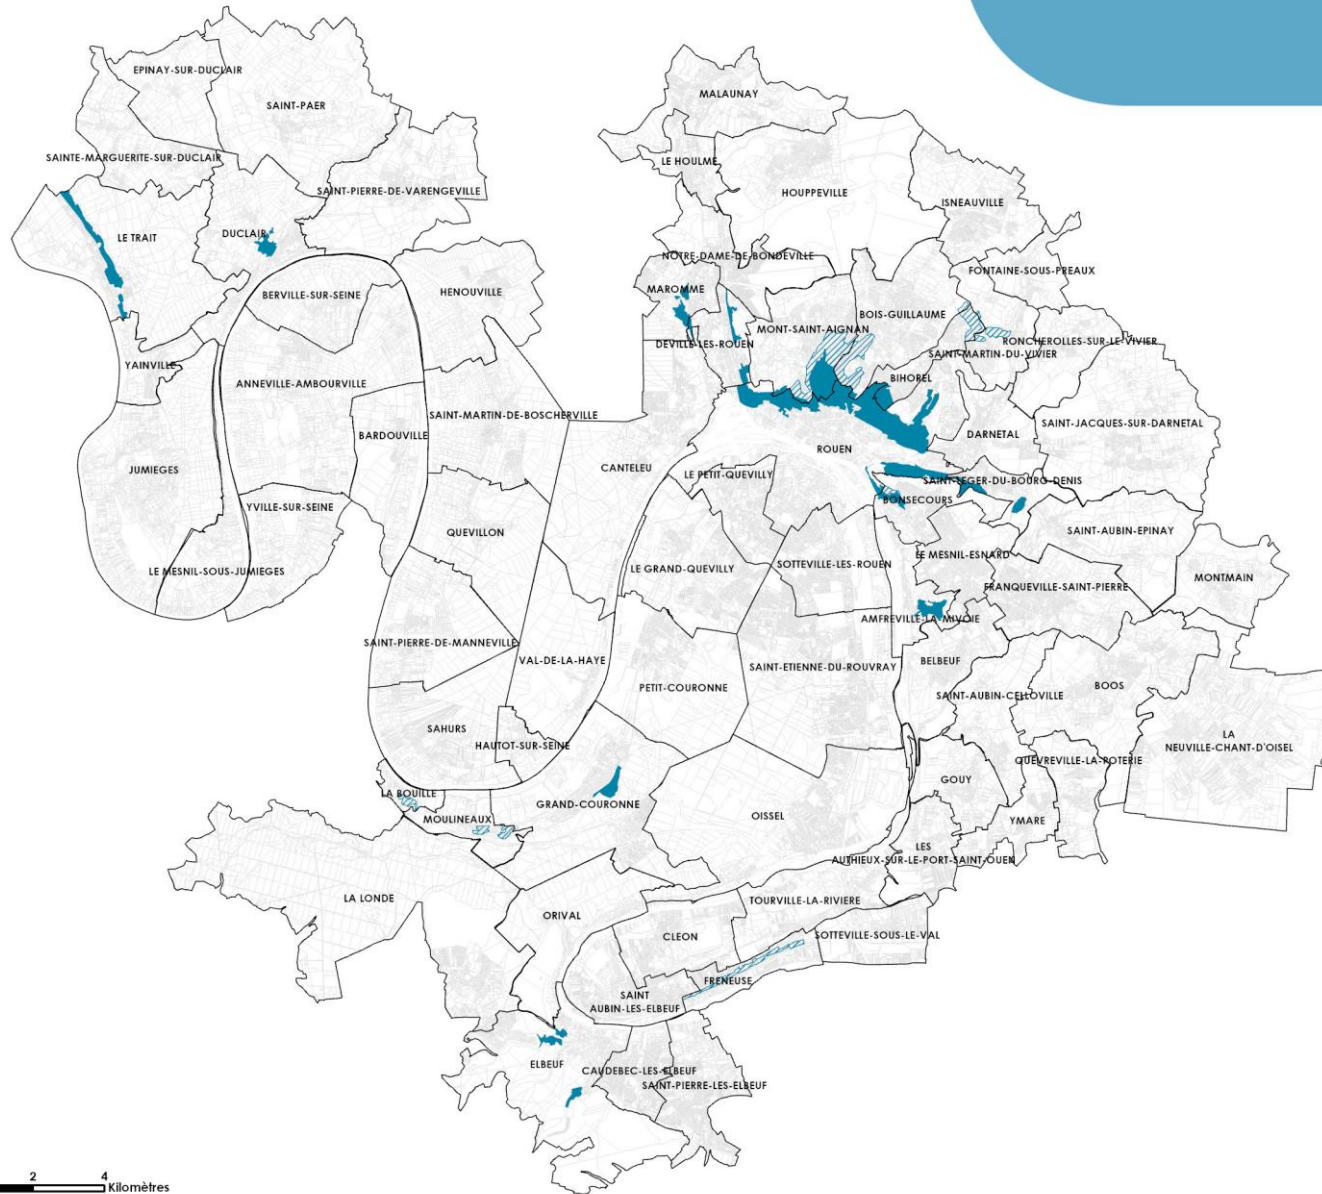 EPINAY-SUR-DUCLAIR
SAINT-PAER
MALAUNAY
SAINTE-MARGUERITE-SUR-DUCLAIR
LE HOULME
SAINT-PIERRE-DE-VARENGEVILLE
HOUPPEVILLE
ISNEAUVILLE
LE TRAIT
DUCLAIR
NOTRE-DAME-DE-BONDEVILLE
FONTAINE-SOUS-PREAUX
BERVILLE-SUR-SEINE
HENOUVILLE
MAROMME
BOIS-GUILLAUME
MONT-SAINT-AIGNAN
DEVILLE-LES-ROUEN
RONCHEROLLES-SUR-LE-VIVIER
SAINT-MARTIN-DU-VIVIER
YAINVILLE
ANNEVILLE-AMBOURVILLE
BIHOREL
SAINT-MARTIN-DE-BOSCHERVILLE
SAINT-JACQUES-SUR-DARNETAL
BARDOUVILLE
DARNETAL
ROUEN
JUMIEGES
CANTELEU
LE PETIT-QUEVILLY
SAINT-LEGER-DU-BOURG-DENIS
BONSECOURS
YVILLE-SUR-SEINE
QUEVILLON
SAINT-AUBIN-EPINAY
LE MESNIL-ESNARD
LE MESNIL-SOUS-JUMIEGES
LE GRAND-QUEVILLY
SOTTEVILLE-LES-ROUEN
MONTMAIN
FRANQUEVILLE-SAINT-PIERRE
AMFREVILLE-LA-MIVOIE
SAINT-PIERRE-DE-MANNEVILLE
VAL-DE-LA-HAYE
SAINT-ETIENNE-DU-ROUVRAY
BELBEUF
PETIT-COURONNE
BOOS
SAINT-AUBIN-CELLOVILLE
SAHURS
HAUTOT-SUR-SEINE
LA
NEUVILLE-CHANT-D'OISEL
QUEVREVILLE-LA-POTERIE
GOUY
LA BOUILLE
GRAND-COURONNE
MOULINEAUX
OISSEL
YMARE
LES
AUTHIEUX-SUR-LE-PORT-SAINT-OUEN
LA LONDE
ORIVAL
TOURVILLE-LA-RIVIERE
CLEON
SOTTEVILLE-SOUS-LE-VAL
FRENEUSE
SAINT
AUBIN-LES-ELBEUF
ELBEUF
CAUDEBEC-LES-ELBEUF
SAINT-PIERRE-LES-ELBEUF
2 4
Kilomètres